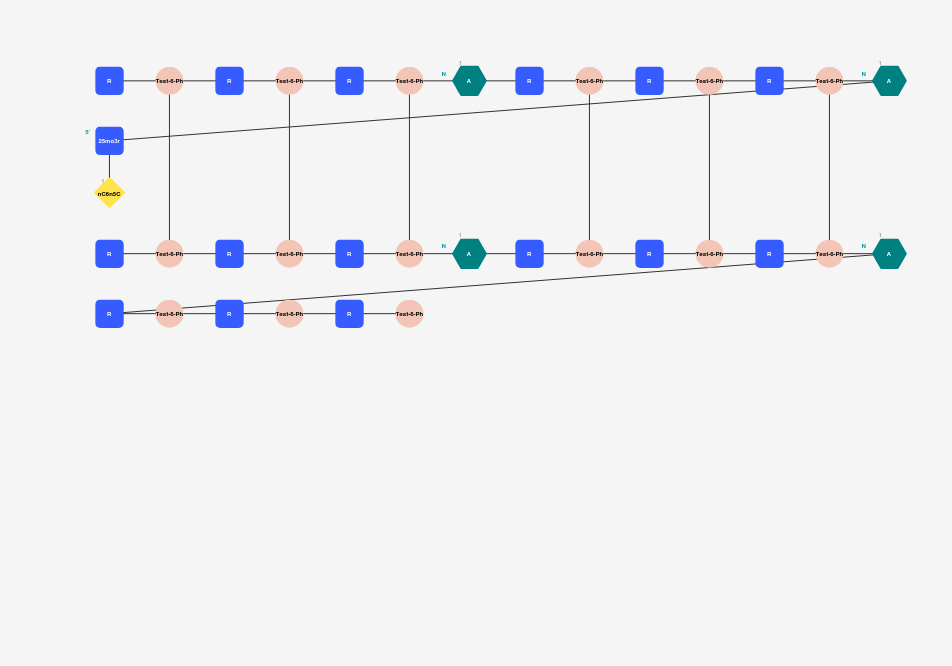 1 1
R Test-6-Ph R Test-6-Ph R Test-6-Ph N A R Test-6-Ph R Test-6-Ph R Test-6-Ph N A
5' 25mo3r
1
nC6n5C
1 1
R Test-6-Ph R Test-6-Ph R Test-6-Ph N A R Test-6-Ph R Test-6-Ph R Test-6-Ph N A
R Test-6-Ph R Test-6-Ph R Test-6-Ph